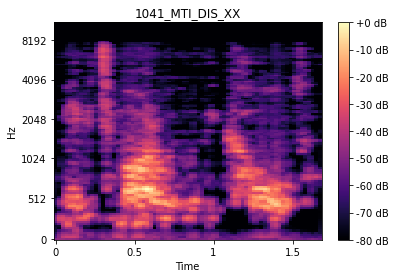 1041_MTI_DIS_XX
8192
4096
2048
1024
512
0
Hz
0
0.5
1
1.5
Time
+0 dB
-10 dB
-20 dB
-30 dB
-40 dB
-50 dB
-60 dB
-70 dB
-80 dB